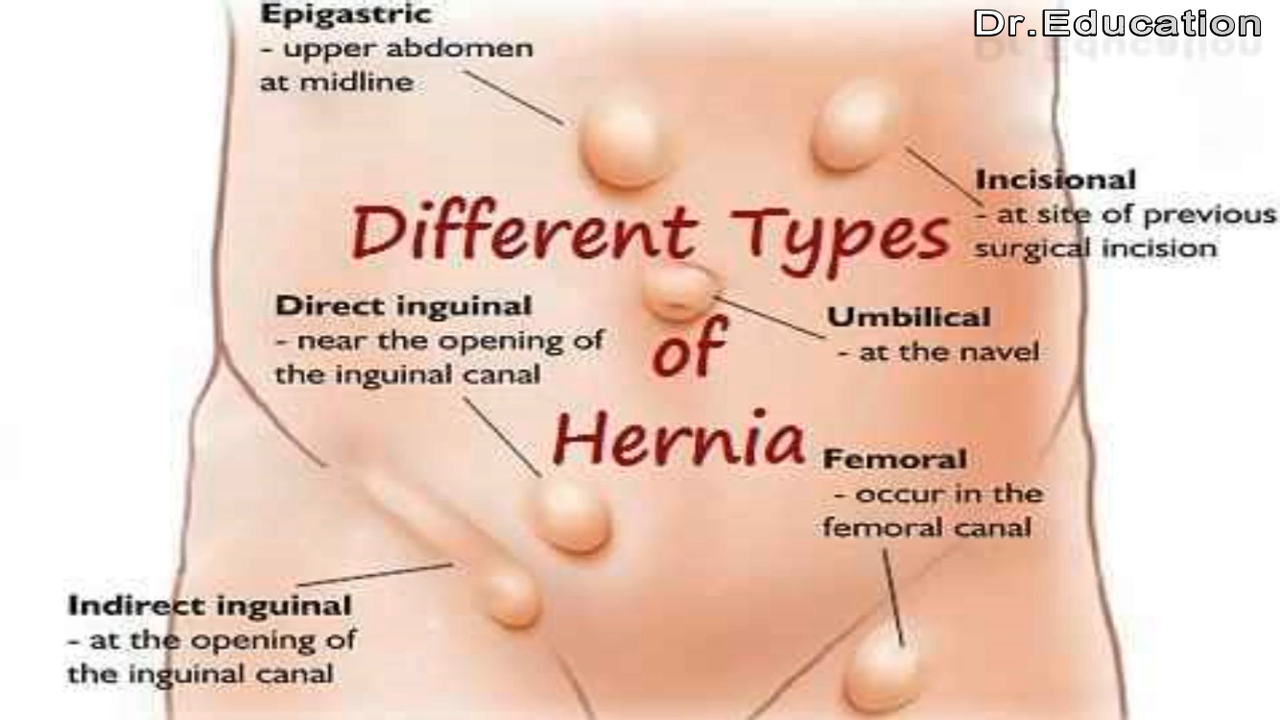 Dr.Education
Epigastric
- upper abdomen
at midline
Incisional
- at site of previous
surgical incision
Different Types
of
Hernia
Direct inguinal
- near the opening of
the inguinal canal
Umbilical
- at the navel
Femoral
- occur in the
femoral canal
Indirect inguinal
- at the opening of
the inguinal canal